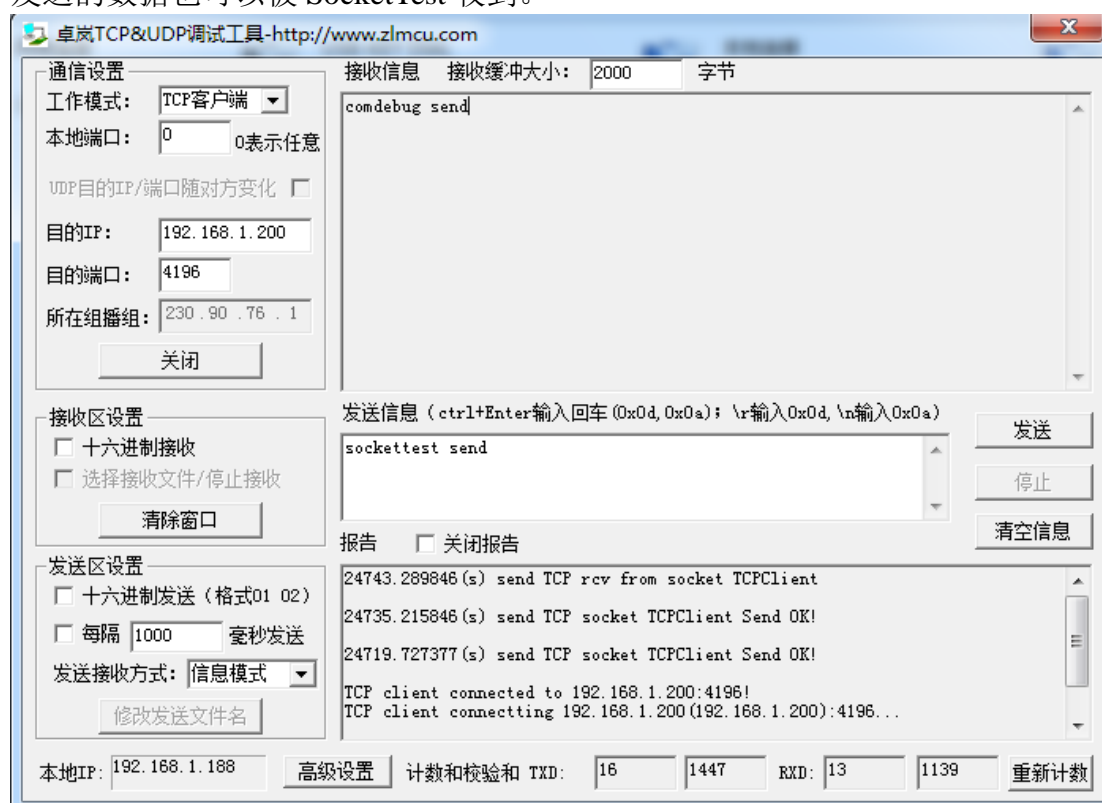 发送的数据也可以被 SocketTest 收到。
卓岚TCP&UDP调试工具-http://www.zlmcu.com
通信设置
工作模式： TCP客户端
本地端口： 0 0表示任意
UDP目的IP/端口随对方变化
目的IP： 192.168.1.200
目的端口： 4196
所在组播组： 230 .90 .76 . 1
关闭
接收信息 接收缓冲大小： 2000 字节
comdebug send
接收区设置
十六进制接收
选择接收文件/停止接收
清除窗口
发送信息（ctrl+Enter输入回车(0x0d,0x0a)；\r输入0x0d,\n输入0x0a）
sockettest send
发送
停止
清空信息
报告 关闭报告
发送区设置
十六进制发送（格式01 02）
每隔 1000 毫秒发送
发送接收方式： 信息模式
修改发送文件名
24743.289846(s) send TCP rcv from socket TCPClient
24735.215846(s) send TCP socket TCPClient Send OK!
24719.727377(s) send TCP socket TCPClient Send OK!
TCP client connected to 192.168.1.200:4196!
TCP client connectting 192.168.1.200(192.168.1.200):4196...
本地IP: 192.168.1.188 高级设置 计数和校验和 TXD: 16 1447 RXD: 13 1139 重新计数